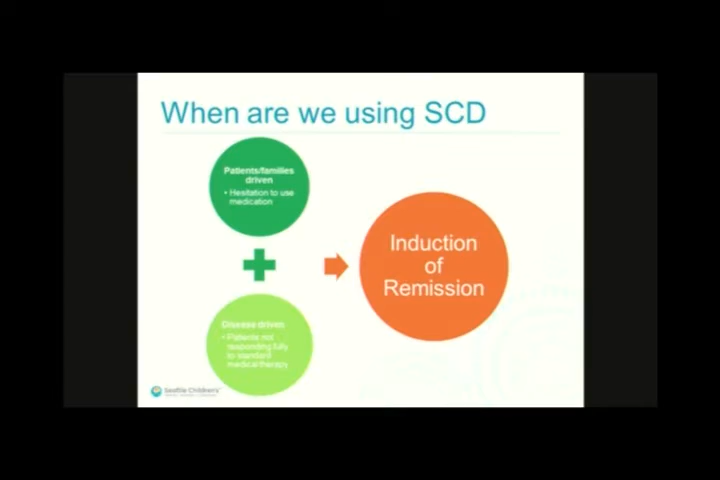 When are we using SCD
Patients/families
driven
• Hesitation to use
medication
Disease driven
• Patients not
responding fully
to standard
medical therapy
Induction
of
Remission
Seattle Children's